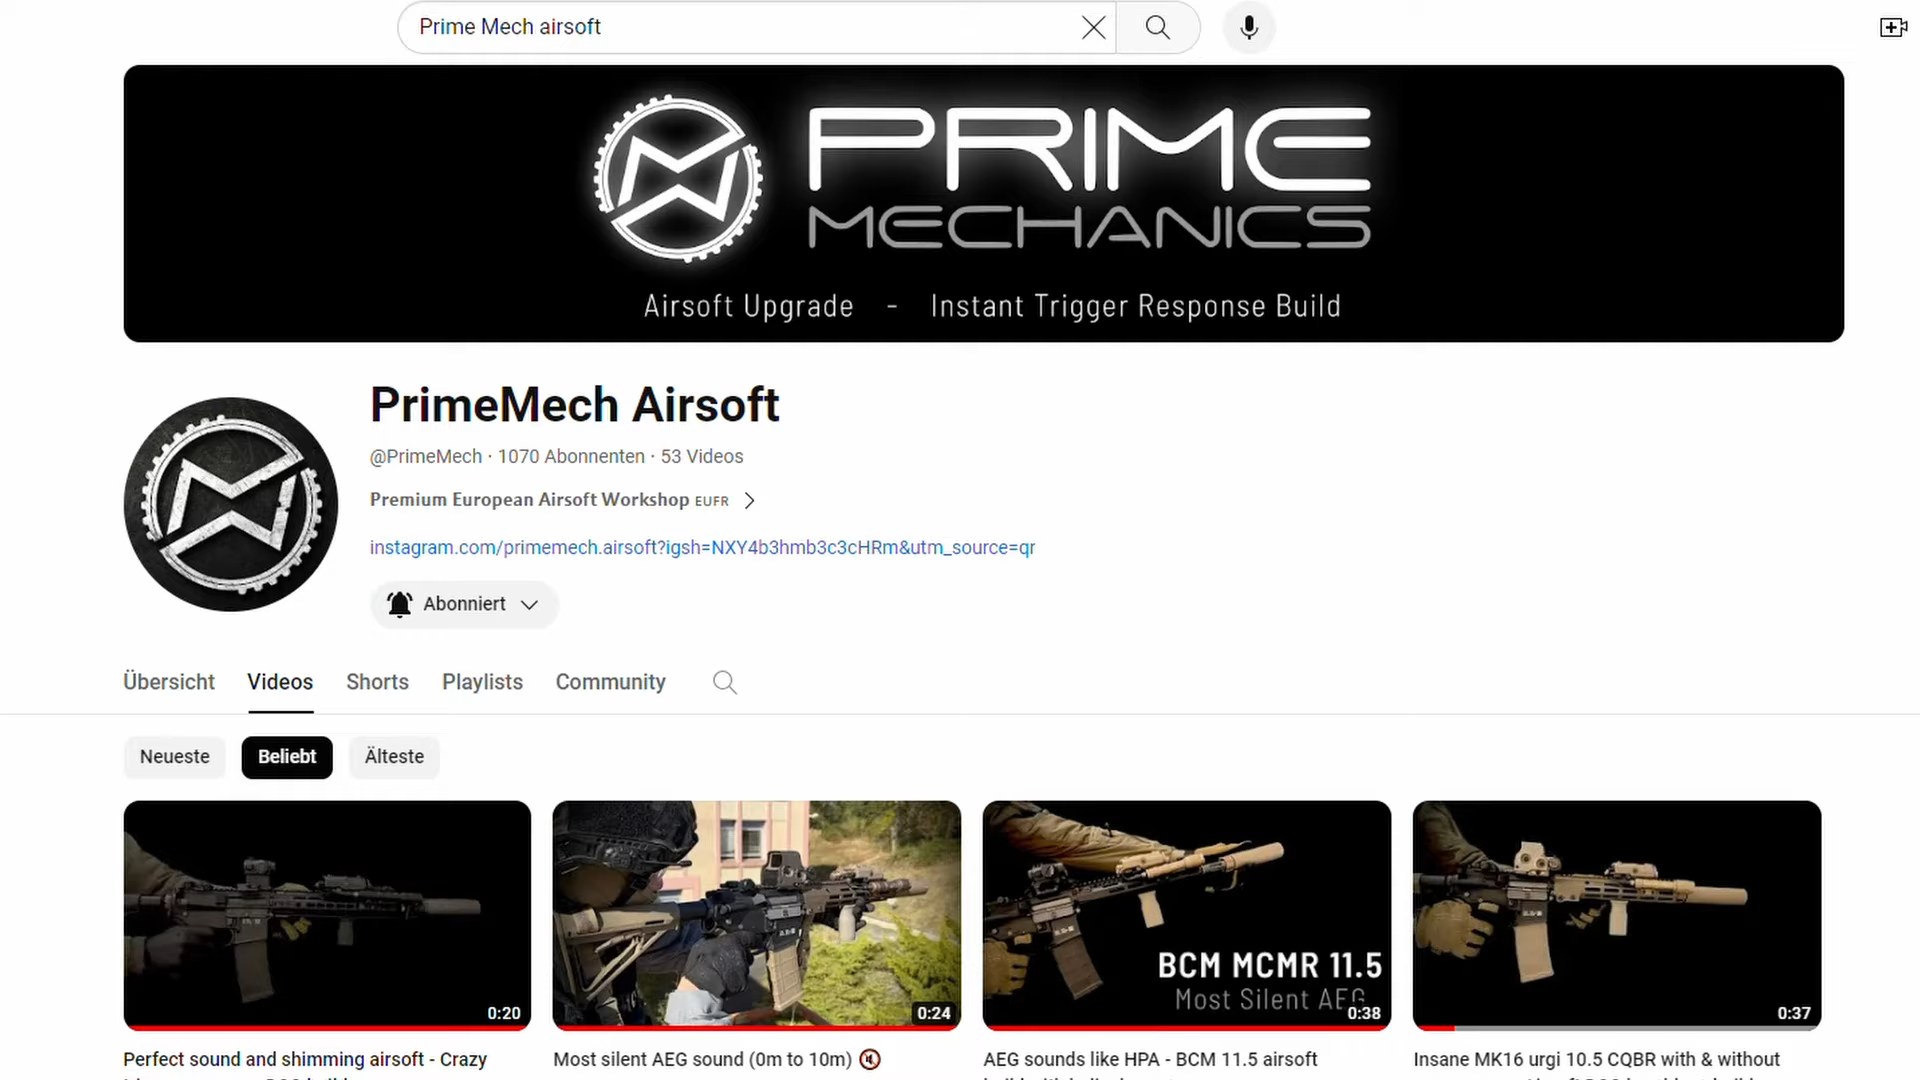 Prime Mech airsoft
PRIME
MECHANICS
Airsoft Upgrade - Instant Trigger Response Build
PrimeMech Airsoft
@PrimeMech · 1070 Abonnenten · 53 Videos
Premium European Airsoft Workshop EUFR
instagram.com/primemech.airsoft?igsh=NXY4b3hmb3c3cHRm&utm_source=qr
Abonniert
Übersicht Videos Shorts Playlists Community
Neueste Beliebt Älteste
0:20
0:24
BCM MCMR 11.5
Most Silent AEG
0:38
0:37
Perfect sound and shimming airsoft - Crazy
Most silent AEG sound (0m to 10m)
AEG sounds like HPA - BCM 11.5 airsoft
Insane MK16 urgi 10.5 CQBR with & without